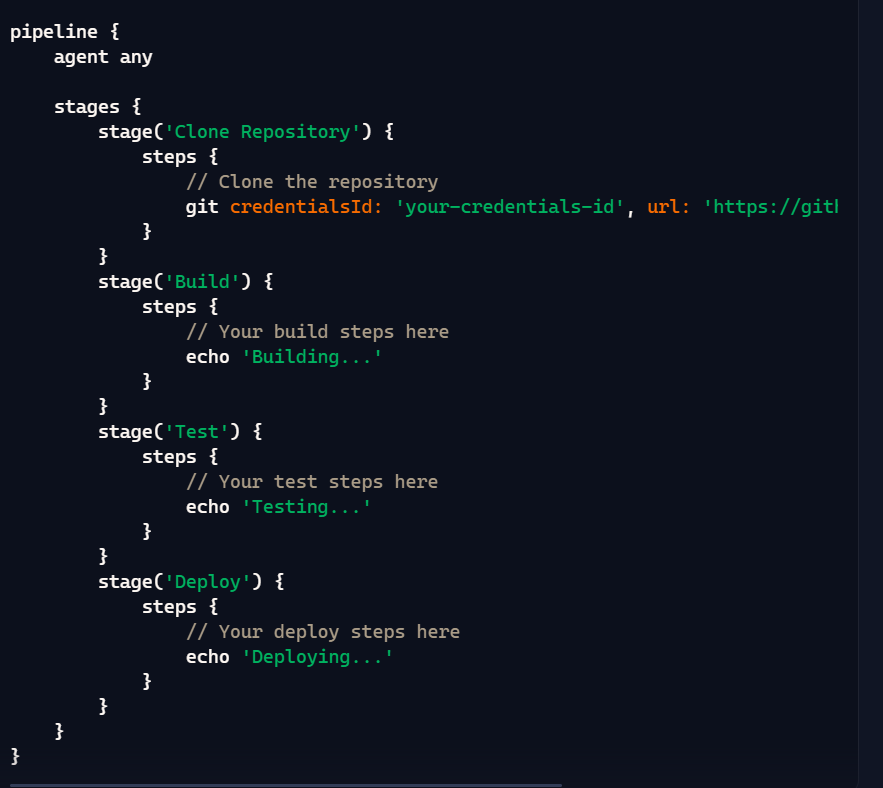 pipeline {
    agent any

    stages {
        stage('Clone Repository') {
            steps {
                // Clone the repository
                git credentialsId: 'your-credentials-id', url: 'https://git
            }
        }
        stage('Build') {
            steps {
                // Your build steps here
                echo 'Building...'
            }
        }
        stage('Test') {
            steps {
                // Your test steps here
                echo 'Testing...'
            }
        }
        stage('Deploy') {
            steps {
                // Your deploy steps here
                echo 'Deploying...'
            }
        }
    }
}